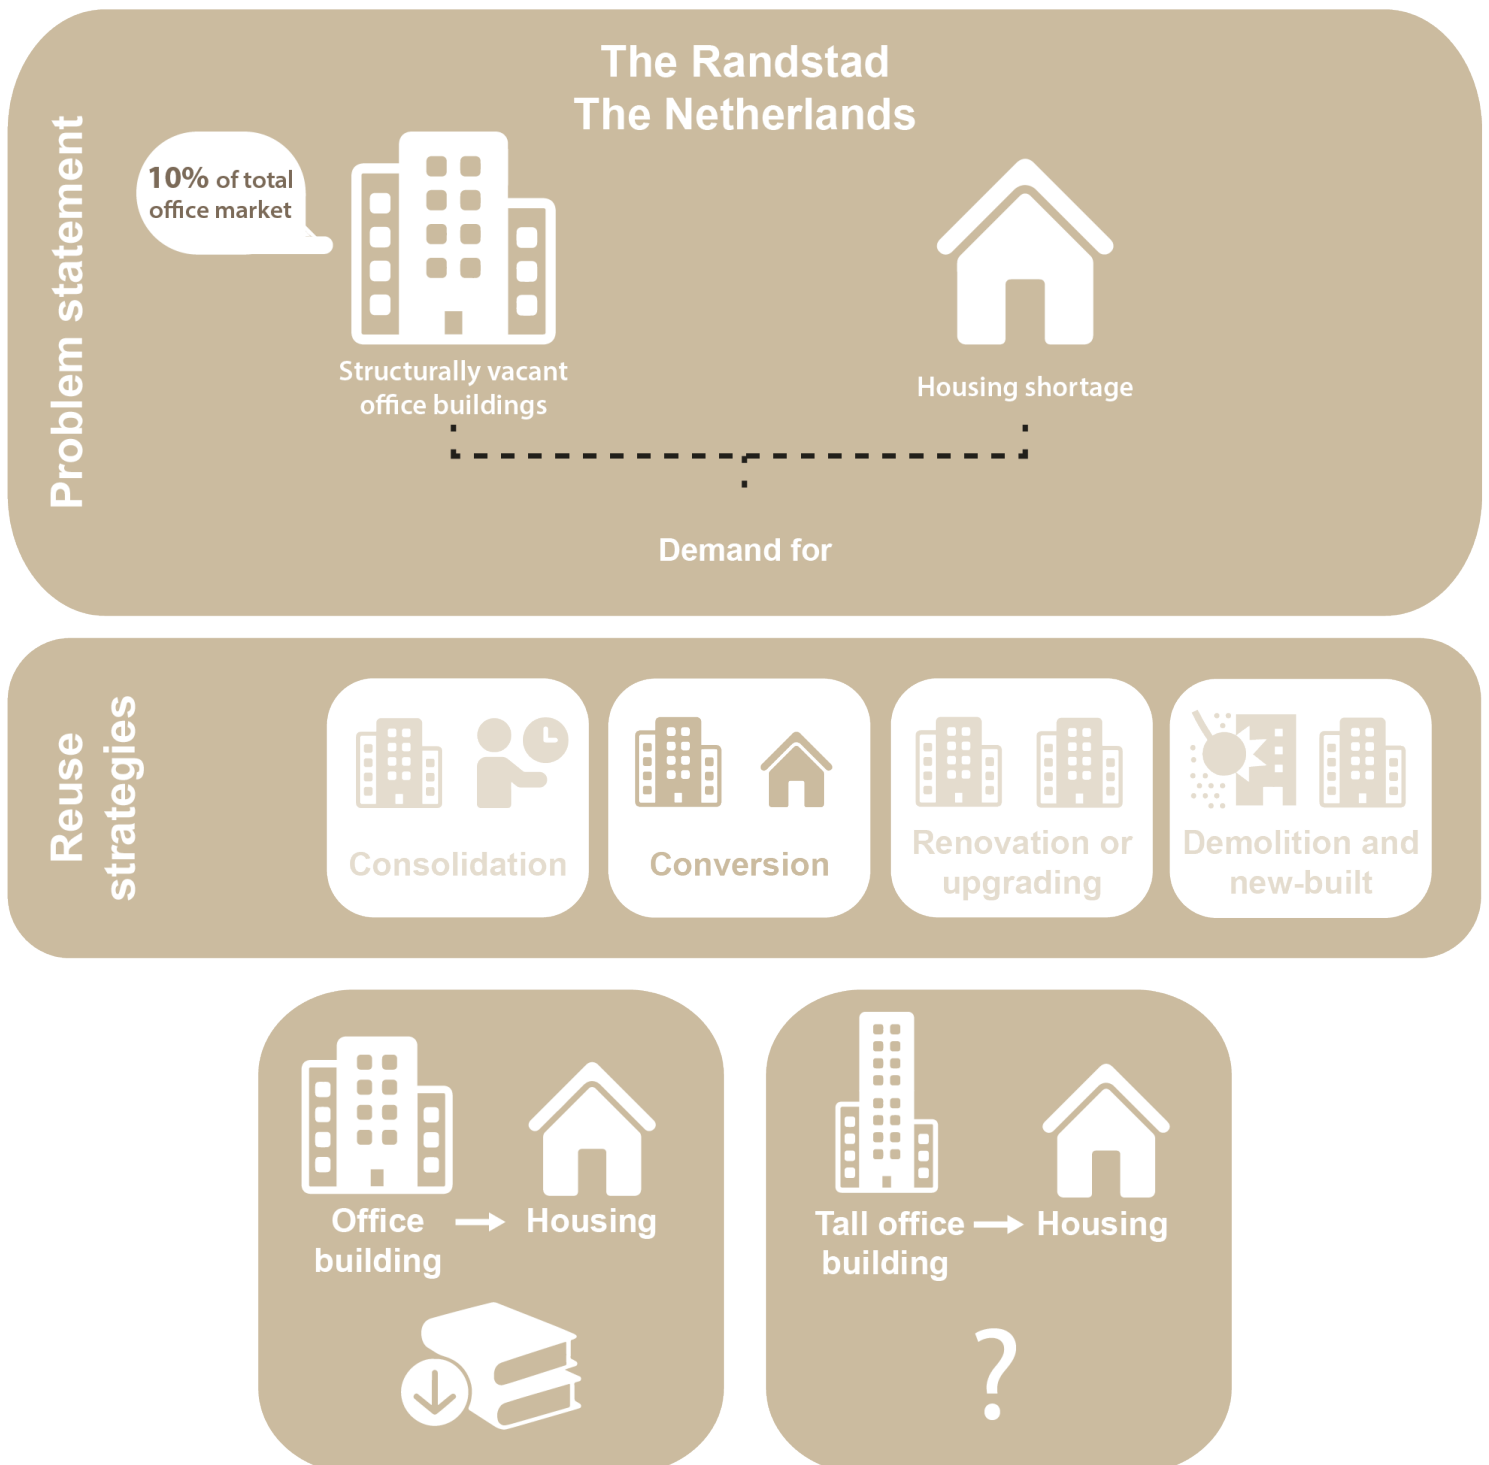 The Randstad
The Netherlands
Problem statement
10% of total
office market
Structurally vacant
office buildings
Housing shortage
Demand for
Reuse
strategies
Consolidation
Conversion
Renovation or
upgrading
Demolition and
new-built
Office
building
Housing
Tall office
building
Housing
?